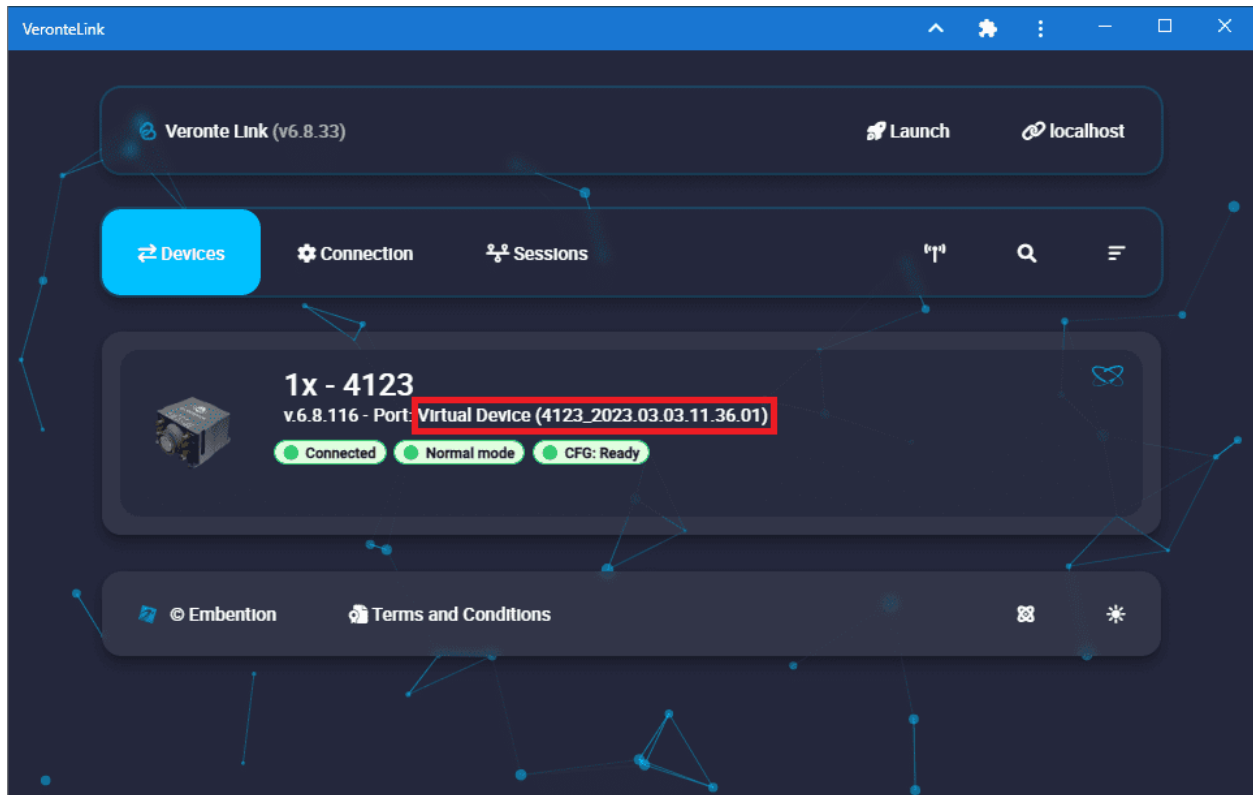 VeronteLink
Veronte Link (v6.8.33) Launch localhost
Devices Connection Sessions
1x - 4123
v.6.8.116 - Port: Virtual Device (4123_2023.03.03.11.36.01)
Connected Normal mode CFG: Ready
© Embention Terms and Conditions